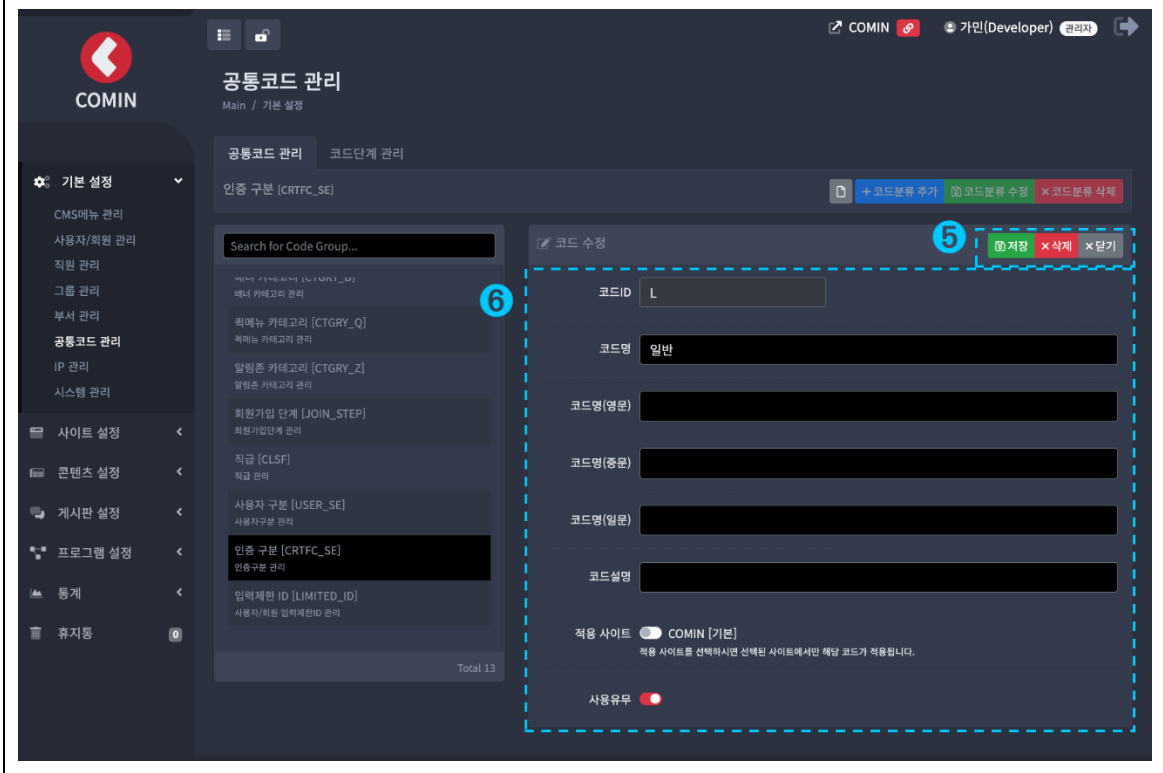 COMIN
COMIN 가민(Developer) 관리자
공통코드 관리
Main / 기본 설정
공통코드 관리 코드단계 관리
인증 구분 [CRTFC_SE]
+ 코드분류 추가 코드분류 수정 × 코드분류 삭제
기본 설정
CMS메뉴 관리
사용자/회원 관리
직원 관리
그룹 관리
부서 관리
공통코드 관리
IP 관리
시스템 관리
사이트 설정
콘텐츠 설정
게시판 설정
프로그램 설정
통계
휴지통 0
Search for Code Group...
배너 카테고리 [CTGRY_B]
배너 카테고리 관리
퀵메뉴 카테고리 [CTGRY_Q]
퀵메뉴 카테고리 관리
알림존 카테고리 [CTGRY_Z]
알림존 카테고리 관리
회원가입 단계 [JOIN_STEP]
회원가입단계 관리
직급 [CLSF]
직급 관리
사용자 구분 [USER_SE]
사용자구분 관리
인증 구분 [CRTFC_SE]
인증구분 관리
입력제한 ID [LIMITED_ID]
사용자/회원 입력제한ID 관리
Total 13
코드 수정
5
저장 × 삭제 × 닫기
6
코드ID L
코드명 일반
코드명(영문)
코드명(중문)
코드명(일문)
코드설명
적용 사이트 COMIN [기본]
적용 사이트를 선택하시면 선택된 사이트에서만 해당 코드가 적용됩니다.
사용유무